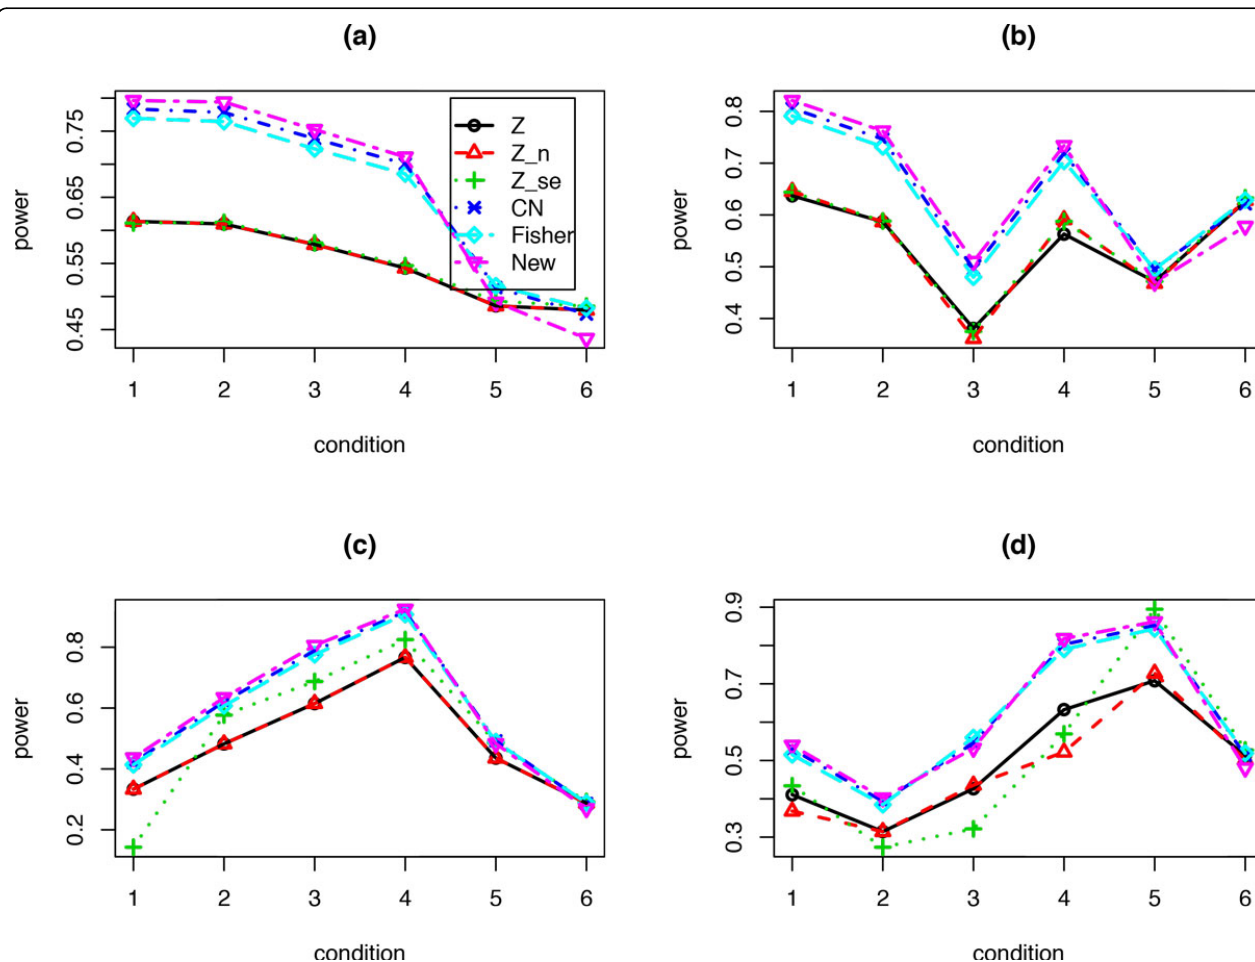 (a)
power
0.75
0.65
0.55
0.45
Z
Z_n
Z_se
CN
Fisher
New
1 2 3 4 5 6
condition
(b)
power
0.8
0.7
0.6
0.5
0.4
1 2 3 4 5 6
condition
(c)
power
0.8
0.6
0.4
0.2
1 2 3 4 5 6
condition
(d)
power
0.9
0.7
0.5
0.3
1 2 3 4 5 6
condition